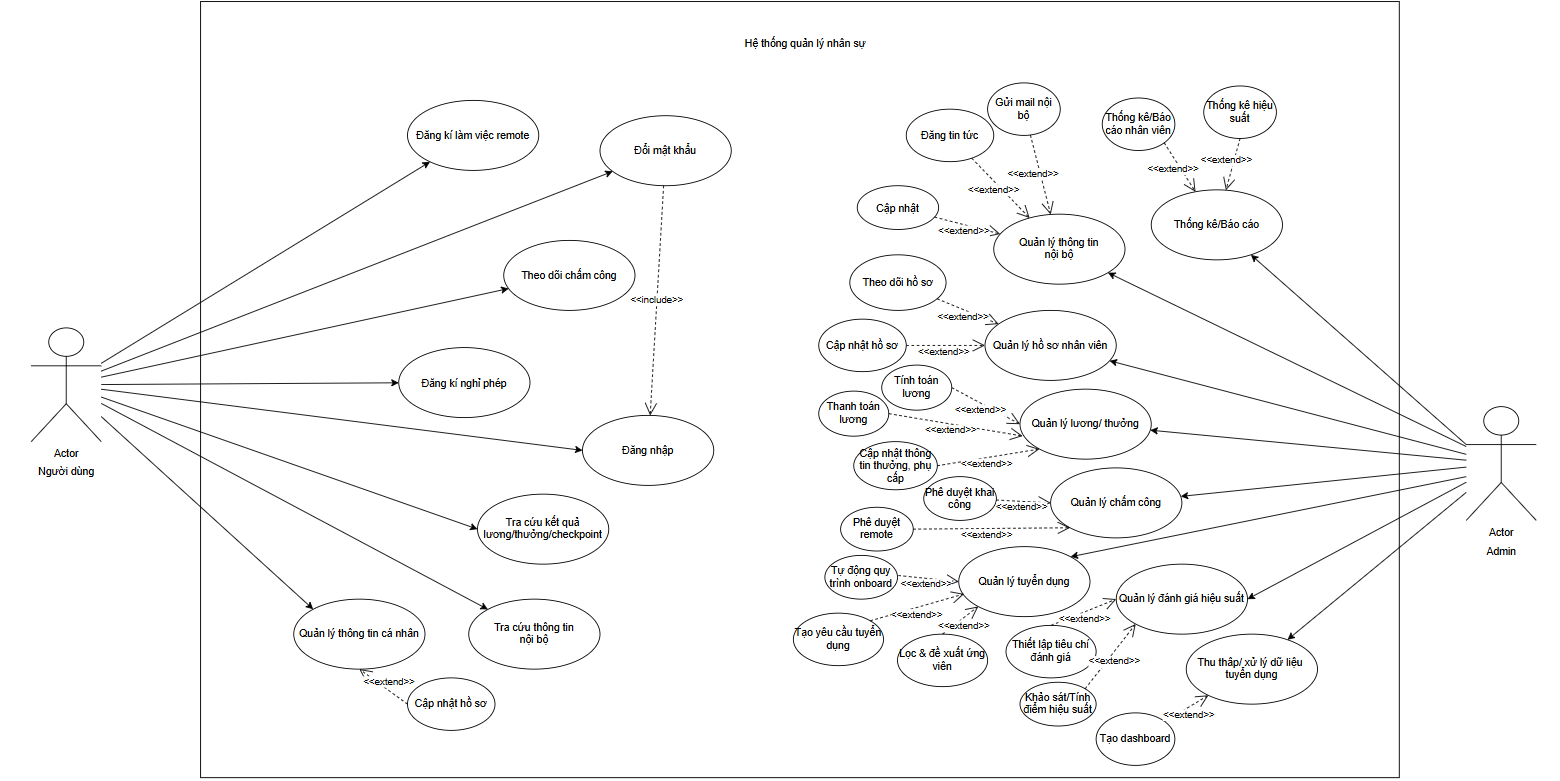 Hệ thống quản lý nhân sự
Đăng kí làm việc remote
Đổi mật khẩu
Theo dõi chấm công
<<include>>
Đăng kí nghỉ phép
Đăng nhập
Tra cứu kết quả
lương/thưởng/checkpoint
Quản lý thông tin cá nhân
Tra cứu thông tin
nội bộ
<<extend>>
Cập nhật hồ sơ
Actor
Người dùng
Gửi mail nội
bộ
Đăng tin tức
<<extend>>
<<extend>>
Cập nhật
<<extend>>
Quản lý thông tin
nội bộ
Thống kê/Báo
cáo nhân viên
Thống kê hiệu
suất
<<extend>>
<<extend>>
Thống kê/Báo cáo
Theo dõi hồ sơ
<<extend>>
Cập nhật hồ sơ
<<extend>>
Quản lý hồ sơ nhân viên
Tính toán
lương
<<extend>>
Thanh toán
lương
<<extend>>
Quản lý lương/ thưởng
Cập nhật thông
tin thưởng, phụ
cấp
<<extend>>
Phê duyệt khai
công
<<extend>>
Quản lý chấm công
Phê duyệt
remote
<<extend>>
Tự động quy
trình onboard
<<extend>>
Quản lý tuyển dụng
<<extend>>
Tạo yêu cầu tuyển
dụng
<<extend>>
Lọc & đề xuất ứng
viên
Quản lý đánh giá hiệu suất
<<extend>>
Thiết lập tiêu chí
đánh giá
<<extend>>
Khảo sát/Tính
điểm hiệu suất
Thu thâp/ xử lý dữ liệu
tuyển dụng
<<extend>>
Tạo dashboard
Actor
Admin